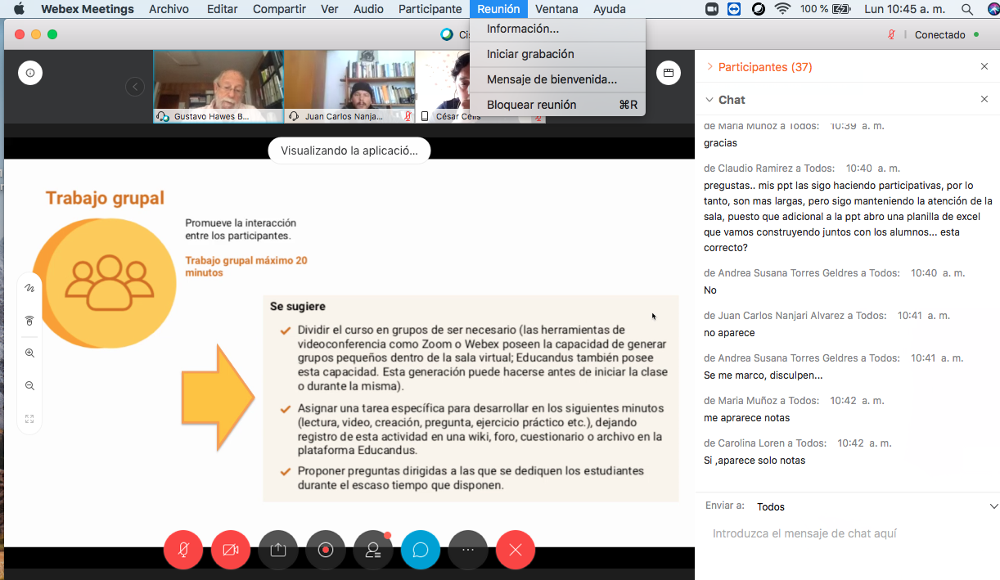 Webex Meetings Archivo Editar Compartir Ver Audio Participante Reunión Ventana Ayuda 100 % Lun 10:45 a. m.
Información...
Iniciar grabación
Mensaje de bienvenida...
Bloquear reunión ⌘R
Conectado
Gustavo Hawes B...
Juan Carlos Nanja...
César Celis
Visualizando la aplicació...
Trabajo grupal
Promueve la interacción
entre los participantes.
Trabajo grupal máximo 20
minutos
Se sugiere
Dividir el curso en grupos de ser necesario (las herramientas de
videoconferencia como Zoom o Webex poseen la capacidad de generar
grupos pequeños dentro de la sala virtual; Educandus también posee
esta capacidad. Esta generación puede hacerse antes de iniciar la clase
o durante la misma).
Asignar una tarea específica para desarrollar en los siguientes minutos
(lectura, video, creación, pregunta, ejercicio práctico etc.), dejando
registro de esta actividad en una wiki, foro, cuestionario o archivo en la
plataforma Educandus.
Proponer preguntas dirigidas a las que se dediquen los estudiantes
durante el escaso tiempo que disponen.
Participantes (37)
Chat
de Maria Muñoz a Todos: 10:39 a. m.
gracias
de Claudio Ramirez a Todos: 10:40 a. m.
pregustas.. mis ppt las sigo haciendo participativas, por lo
tanto, son mas largas, pero sigo manteniendo la atención de la
sala, puesto que adicional a la ppt abro una planilla de excel
que vamos construyendo juntos con los alumnos... esta
correcto?
de Andrea Susana Torres Geldres a Todos: 10:40 a. m.
No
de Juan Carlos Nanjari Alvarez a Todos: 10:41 a. m.
no aparece
de Andrea Susana Torres Geldres a Todos: 10:41 a. m.
Se me marco, disculpen...
de Maria Muñoz a Todos: 10:42 a. m.
me aprarece notas
de Carolina Loren a Todos: 10:42 a. m.
Si ,aparece solo notas
Enviar a: Todos
Introduzca el mensaje de chat aquí